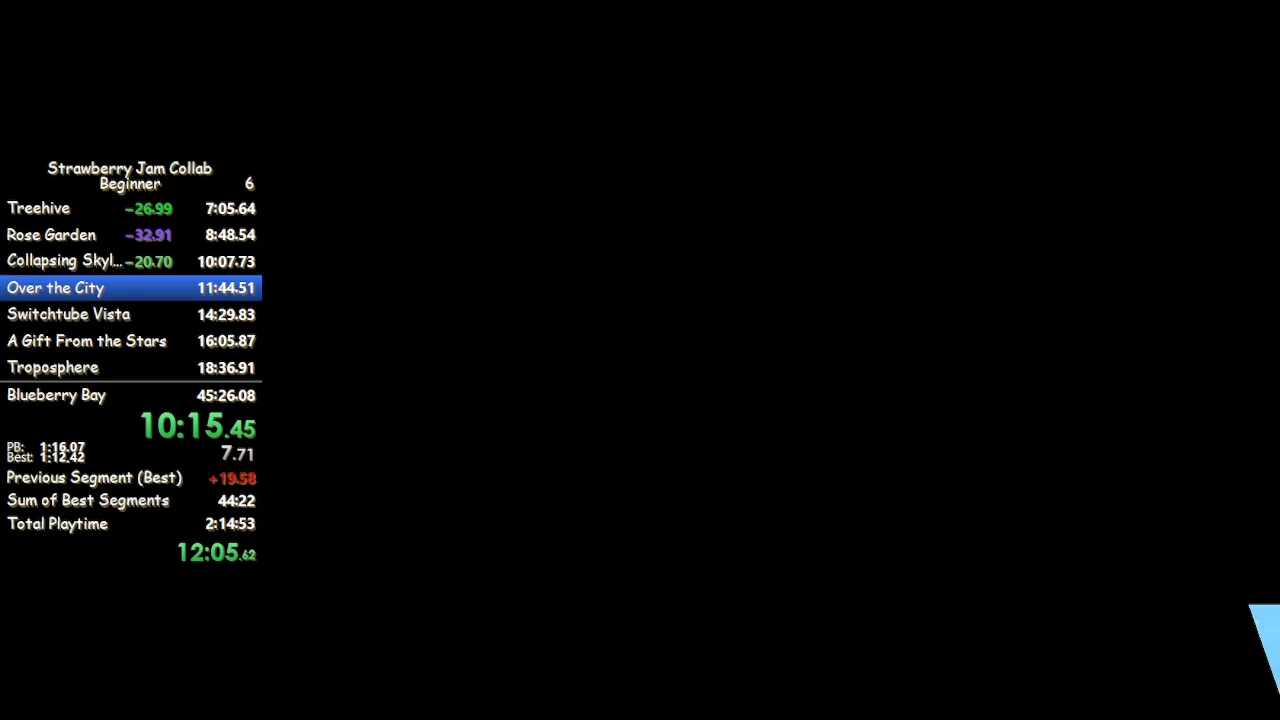 Strawberry Jam Collab
Beginner 6
Treehive -26.99 7:05.64
Rose Garden -32.91 8:48.54
Collapsing Skyl... -20.70 10:07.73
Over the City 11:44.51
Switchtube Vista 14:29.83
A Gift From the Stars 16:05.87
Troposphere 18:36.91
Blueberry Bay 45:26.08
10:15.45
PB: 1:16.07
Best: 1:12.42
7.71
Previous Segment (Best) +19.58
Sum of Best Segments 44:22
Total Playtime 2:14:53
12:05.62